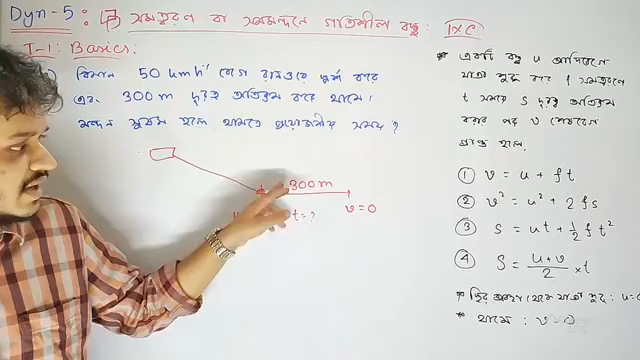 Dyn-5: সমত্বরণ বা সমমন্দনে গতিশীল বস্তু: IXC
T-1: Basics:
বিমান 50 kmh⁻¹ বেগে রানওয়ে স্পর্শ করে
এবং 300m দূরত্ব অতিক্রম করে থামে।
মন্দন সুষম হলে থামতে প্রয়োজনীয় সময়?
300m
t=? v=0
* একটি বস্তু u আদিবেগে
যাত্রা শুরু করে f সমত্বরণে
t সময়ে s দূরত্ব অতিক্রম
করার পর v শেষবেগ
প্রাপ্ত হলে,
① v = u + ft
② v² = u² + 2fs
③ s = ut + ½ft²
④ s = (u+v)/2 × t
* স্থির অবস্থা থেকে যাত্রা শুরু: u=0
* থামে: v=0